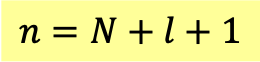 n = N + l + 1